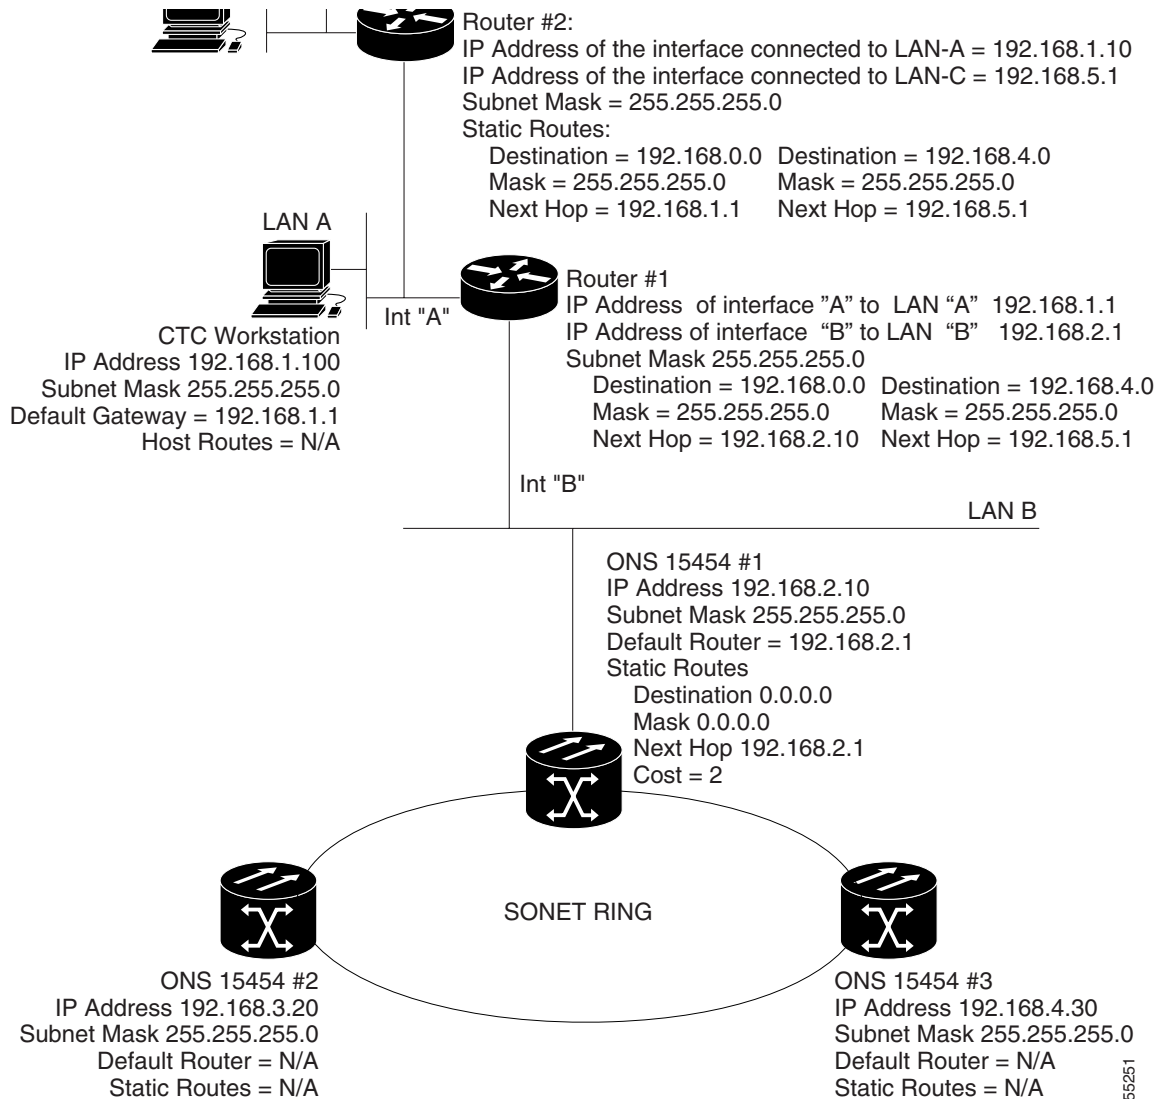 Router #2:
IP Address of the interface connected to LAN-A = 192.168.1.10
IP Address of the interface connected to LAN-C = 192.168.5.1
Subnet Mask = 255.255.255.0
Static Routes:
Destination = 192.168.0.0 Destination = 192.168.4.0
Mask = 255.255.255.0 Mask = 255.255.255.0
Next Hop = 192.168.1.1 Next Hop = 192.168.5.1
LAN A
Int "A"
CTC Workstation
IP Address 192.168.1.100
Subnet Mask 255.255.255.0
Default Gateway = 192.168.1.1
Host Routes = N/A
Router #1
IP Address of interface ”A” to LAN “A” 192.168.1.1
IP Address of interface “B” to LAN “B” 192.168.2.1
Subnet Mask 255.255.255.0
Destination = 192.168.0.0 Destination = 192.168.4.0
Mask = 255.255.255.0 Mask = 255.255.255.0
Next Hop = 192.168.2.10 Next Hop = 192.168.5.1
Int "B"
LAN B
ONS 15454 #1
IP Address 192.168.2.10
Subnet Mask 255.255.255.0
Default Router = 192.168.2.1
Static Routes
Destination 0.0.0.0
Mask 0.0.0.0
Next Hop 192.168.2.1
Cost = 2
SONET RING
ONS 15454 #2
IP Address 192.168.3.20
Subnet Mask 255.255.255.0
Default Router = N/A
Static Routes = N/A
ONS 15454 #3
IP Address 192.168.4.30
Subnet Mask 255.255.255.0
Default Router = N/A
Static Routes = N/A
55251